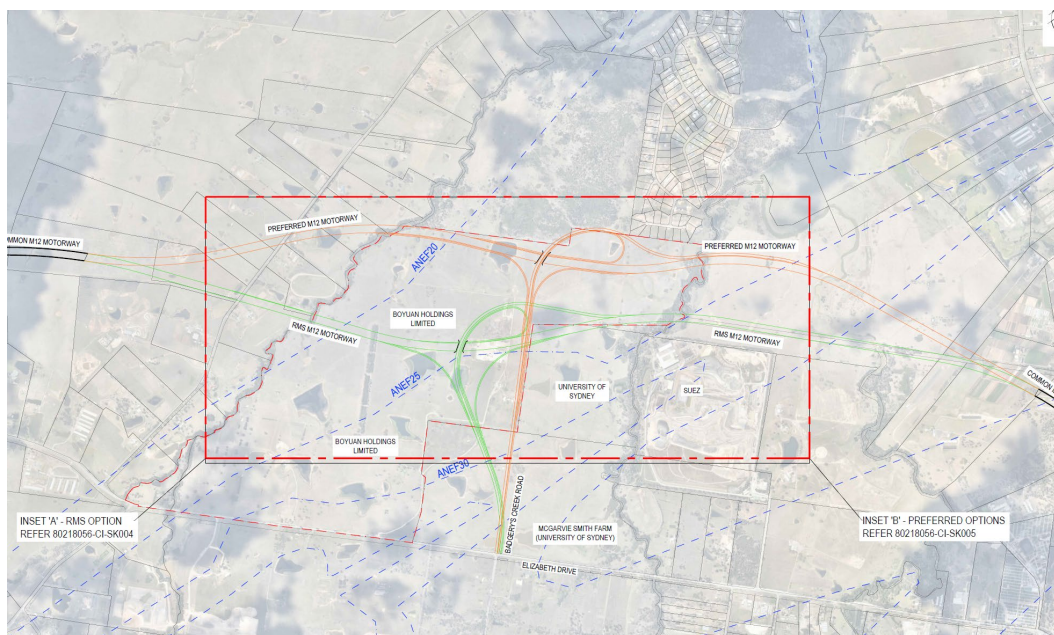 PREFERRED M12 MOTORWAY
OMMON M12 MOTORWAY
ANEF20
PREFERRED M12 MOTORWAY
BOYUAN HOLDINGS
LIMITED
RMS M12 MOTORWAY
RMS M12 MOTORWAY
ANEF25
COMMON
UNIVERSITY OF
SYDNEY
SUEZ
BOYUAN HOLDINGS
LIMITED
ANEF30
BADGERY'S CREEK ROAD
INSET 'A' - RMS OPTION
REFER 80218056-CI-SK004
INSET 'B' - PREFERRED OPTIONS
REFER 80218056-CI-SK005
MCGARVIE SMITH FARM
(UNIVERSITY OF SYDNEY)
ELIZABETH DRIVE